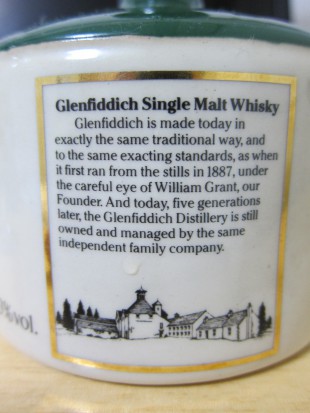 Glenfiddich Single Malt Whisky
Glenfiddich is made today in
exactly the same traditional way, and
to the same exacting standards, as when
it first ran from the stills in 1887, under
the careful eye of William Grant, our
Founder. And today, five generations
later, the Glenfiddich Distillery is still
owned and managed by the same
independent family company.
%vol.